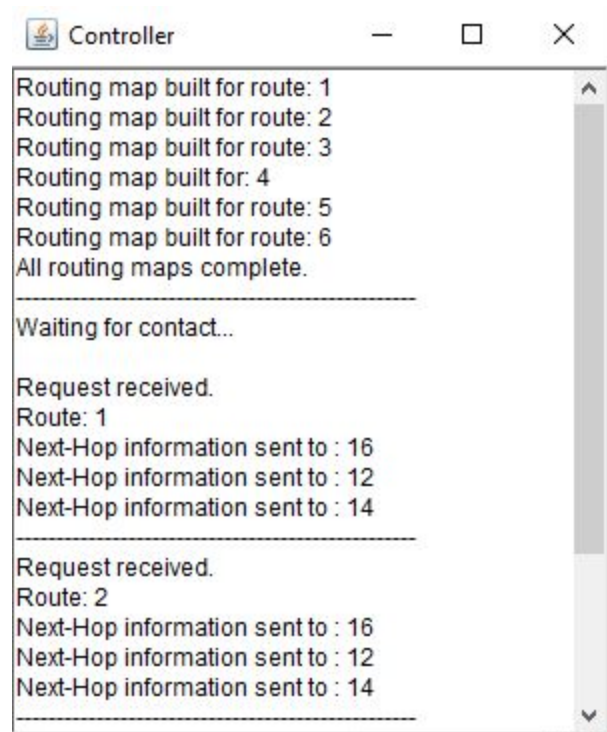 Controller
Routing map built for route: 1
Routing map built for route: 2
Routing map built for route: 3
Routing map built for: 4
Routing map built for route: 5
Routing map built for route: 6
All routing maps complete.
--------------------------------------------------
Waiting for contact...
Request received.
Route: 1
Next-Hop information sent to : 16
Next-Hop information sent to : 12
Next-Hop information sent to : 14
--------------------------------------------------
Request received.
Route: 2
Next-Hop information sent to : 16
Next-Hop information sent to : 12
Next-Hop information sent to : 14
--------------------------------------------------